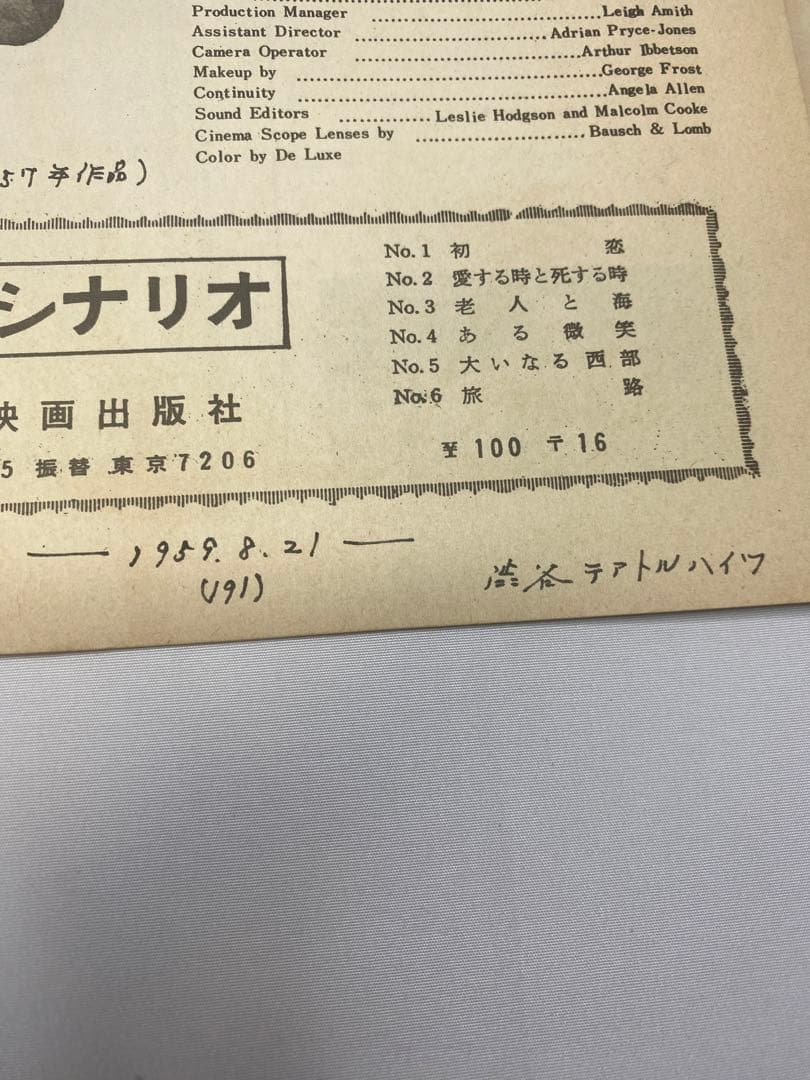 Production Manager ........Leigh Amith
Assistant Director ........Adrian Pryce-Jones
Camera Operator ........Arthur Ibbetson
Makeup by ........George Frost
Continuity ........Angela Allen
Sound Editors ........Leslie Hodgson and Malcolm Cooke
Cinema Scope Lenses by ........Bausch & Lomb
Color by De Luxe
57年作品)
シナリオ
映画出版社
5 振替 東京7206
No.1 初恋
No.2 愛する時と死する時
No.3 老人と海
No.4 ある微笑
No.5 大いなる西部
No.6 旅路
¥100 〒16
— 1959.8.21 —
(191)
渋谷テアトルハイツ